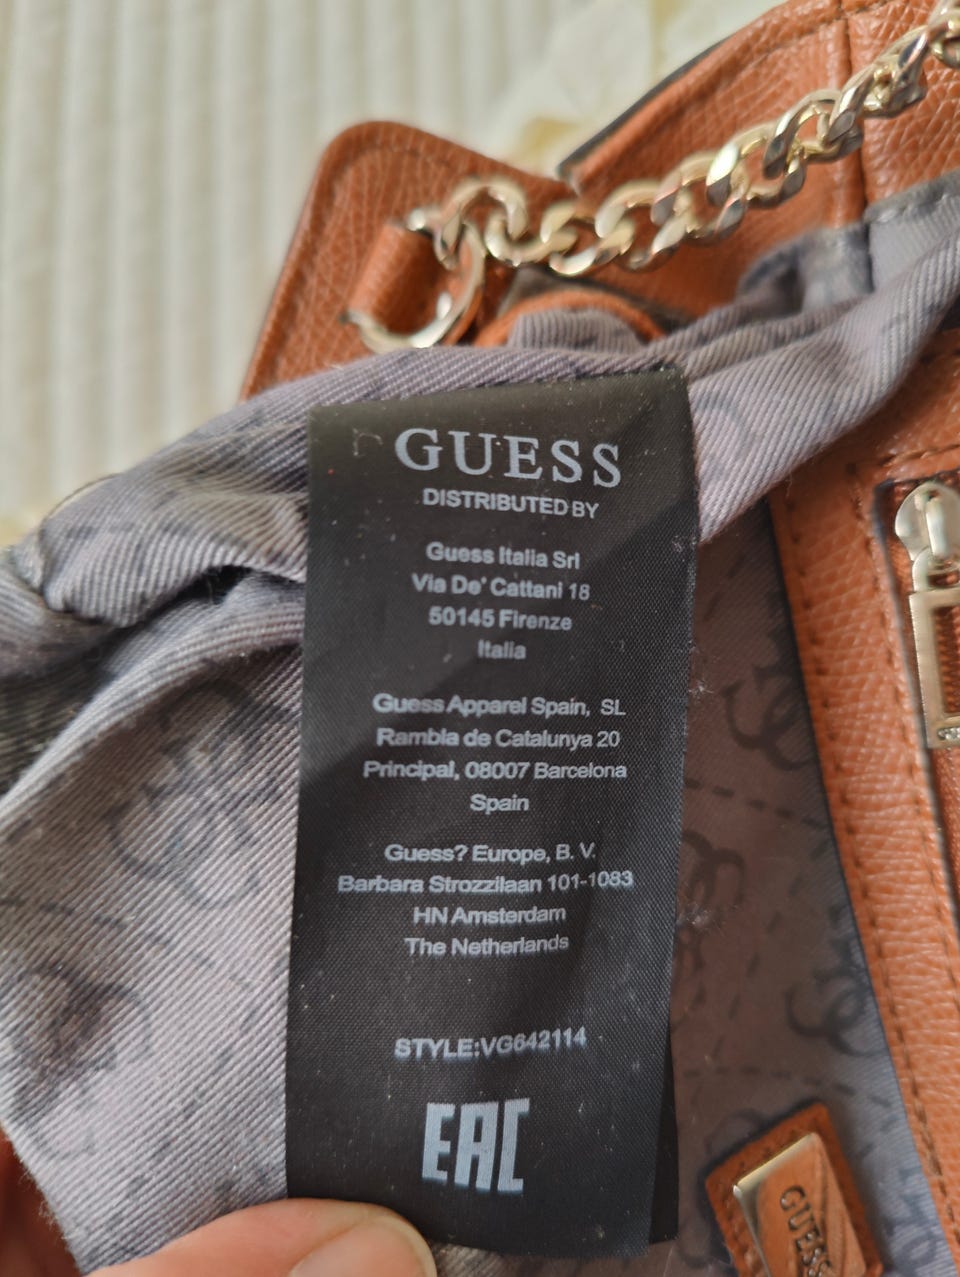 GUESS
DISTRIBUTED BY
Guess Italia Srl
Via De' Cattani 18
50145 Firenze
Italia
Guess Apparel Spain, SL
Rambla de Catalunya 20
Principal, 08007 Barcelona
Spain
Guess? Europe, B. V.
Barbara Strozzilaan 101-1083
HN Amsterdam
The Netherlands
STYLE:VG642114
EAC
GUESS